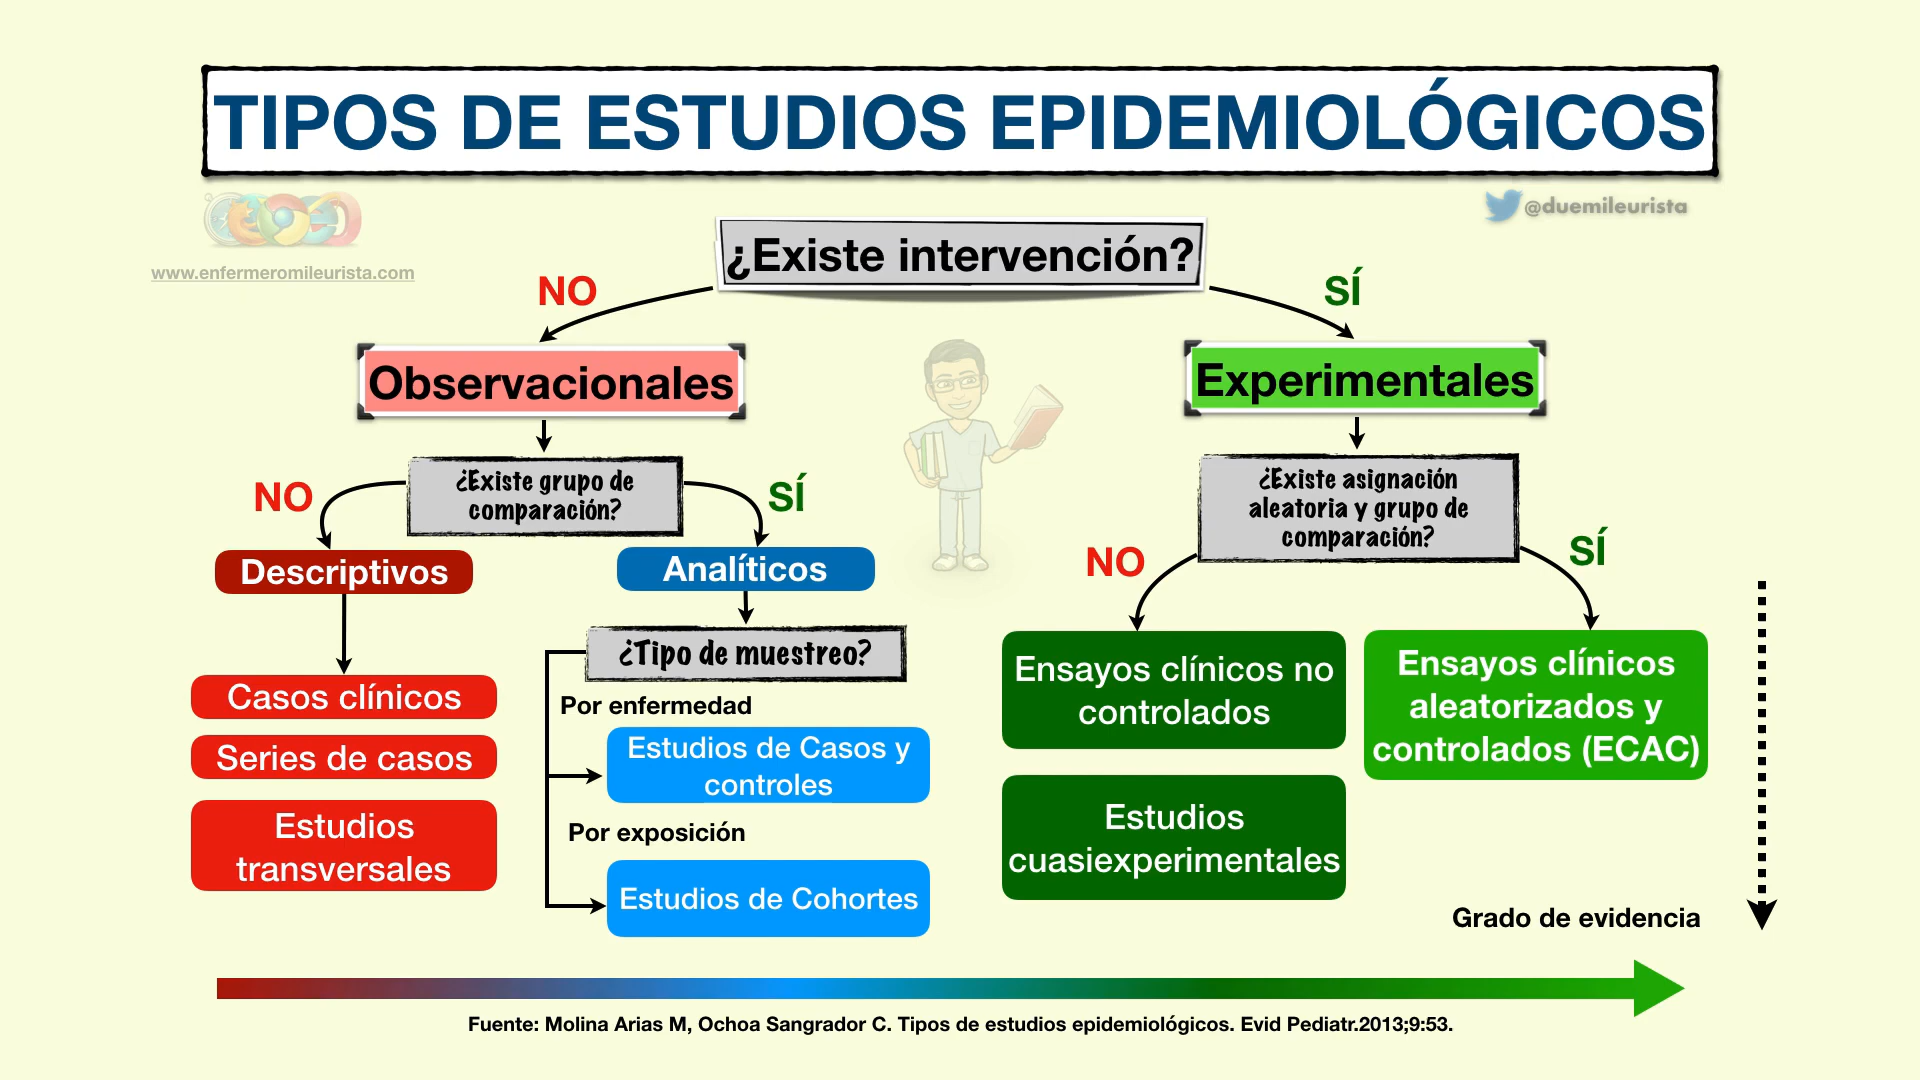 TIPOS DE ESTUDIOS EPIDEMIOLÓGICOS
www.enfermeromileurista.com
@duemileurista
¿Existe intervención?
NO
SÍ
Observacionales
Experimentales
¿Existe grupo de
comparación?
NO
SÍ
¿Existe asignación
aleatoria y grupo de
comparación?
NO
SÍ
Descriptivos
Analíticos
¿Tipo de muestreo?
Casos clínicos
Series de casos
Estudios
transversales
Por enfermedad
Estudios de Casos y
controles
Por exposición
Estudios de Cohortes
Ensayos clínicos no
controlados
Estudios
cuasiexperimentales
Ensayos clínicos
aleatorizados y
controlados (ECAC)
Grado de evidencia
Fuente: Molina Arias M, Ochoa Sangrador C. Tipos de estudios epidemiológicos. Evid Pediatr.2013;9:53.